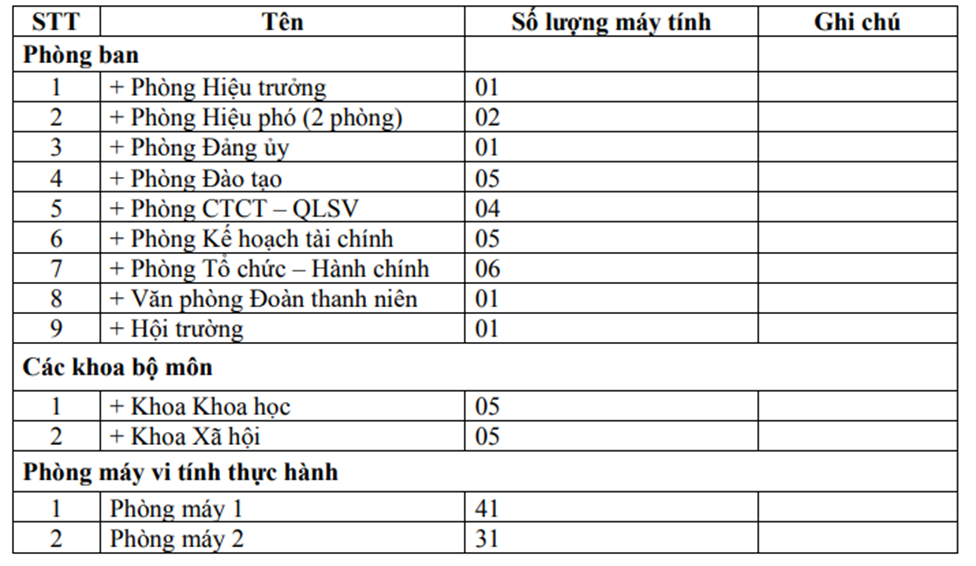 STT Tên Số lượng máy tính Ghi chú
Phòng ban
1 + Phòng Hiệu trưởng 01
2 + Phòng Hiệu phó (2 phòng) 02
3 + Phòng Đảng ủy 01
4 + Phòng Đào tạo 05
5 + Phòng CTCT – QLSV 04
6 + Phòng Kế hoạch tài chính 05
7 + Phòng Tổ chức – Hành chính 06
8 + Văn phòng Đoàn thanh niên 01
9 + Hội trường 01
Các khoa bộ môn
1 + Khoa Khoa học 05
2 + Khoa Xã hội 05
Phòng máy vi tính thực hành
1 Phòng máy 1 41
2 Phòng máy 2 31